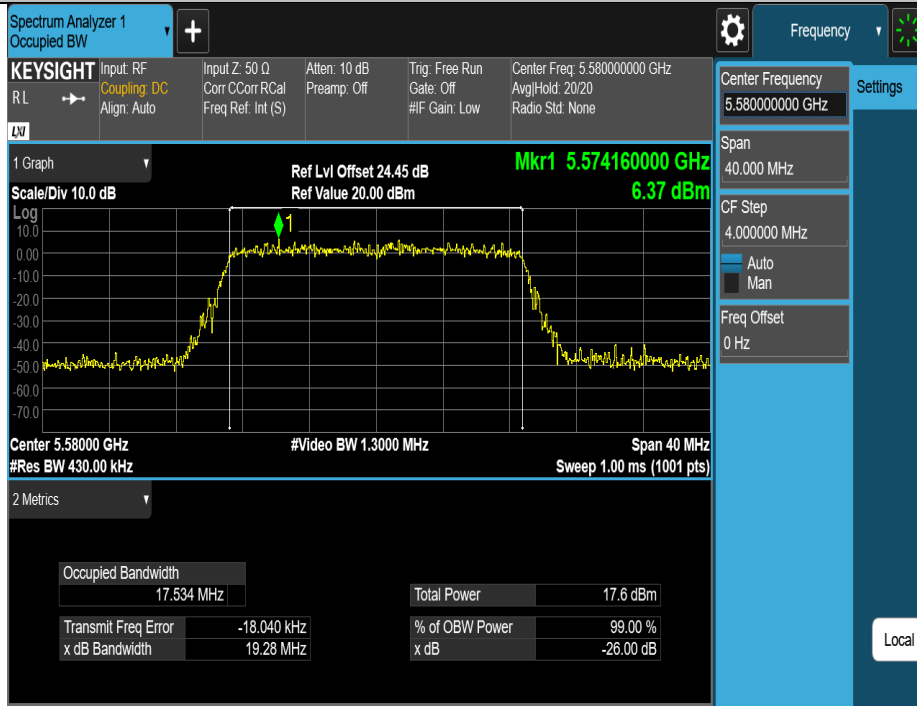 Spectrum Analyzer 1
Occupied BW
+
Frequency
KEYSIGHT
R L
LXI
Input: RF
Coupling: DC
Align: Auto
Input Z: 50 Ω
Corr CCorr RCal
Freq Ref: Int (S)
Atten: 10 dB
Preamp: Off
Trig: Free Run
Gate: Off
#IF Gain: Low
Center Freq: 5.580000000 GHz
Avg|Hold: 20/20
Radio Std: None
Center Frequency
5.580000000 GHz
Settings
Span
40.000 MHz
CF Step
4.000000 MHz
Auto
Man
Freq Offset
0 Hz
Local
1 Graph
Scale/Div 10.0 dB
Ref Lvl Offset 24.45 dB
Ref Value 20.00 dBm
Mkr1 5.574160000 GHz
6.37 dBm
Log
1
10.0
0.00
-10.0
-20.0
-30.0
-40.0
-50.0
-60.0
-70.0
Center 5.58000 GHz
#Video BW 1.3000 MHz
Span 40 MHz
#Res BW 430.00 kHz
Sweep 1.00 ms (1001 pts)
2 Metrics
Occupied Bandwidth
17.534 MHz
Total Power 17.6 dBm
Transmit Freq Error -18.040 kHz
% of OBW Power 99.00 %
x dB Bandwidth 19.28 MHz
x dB -26.00 dB